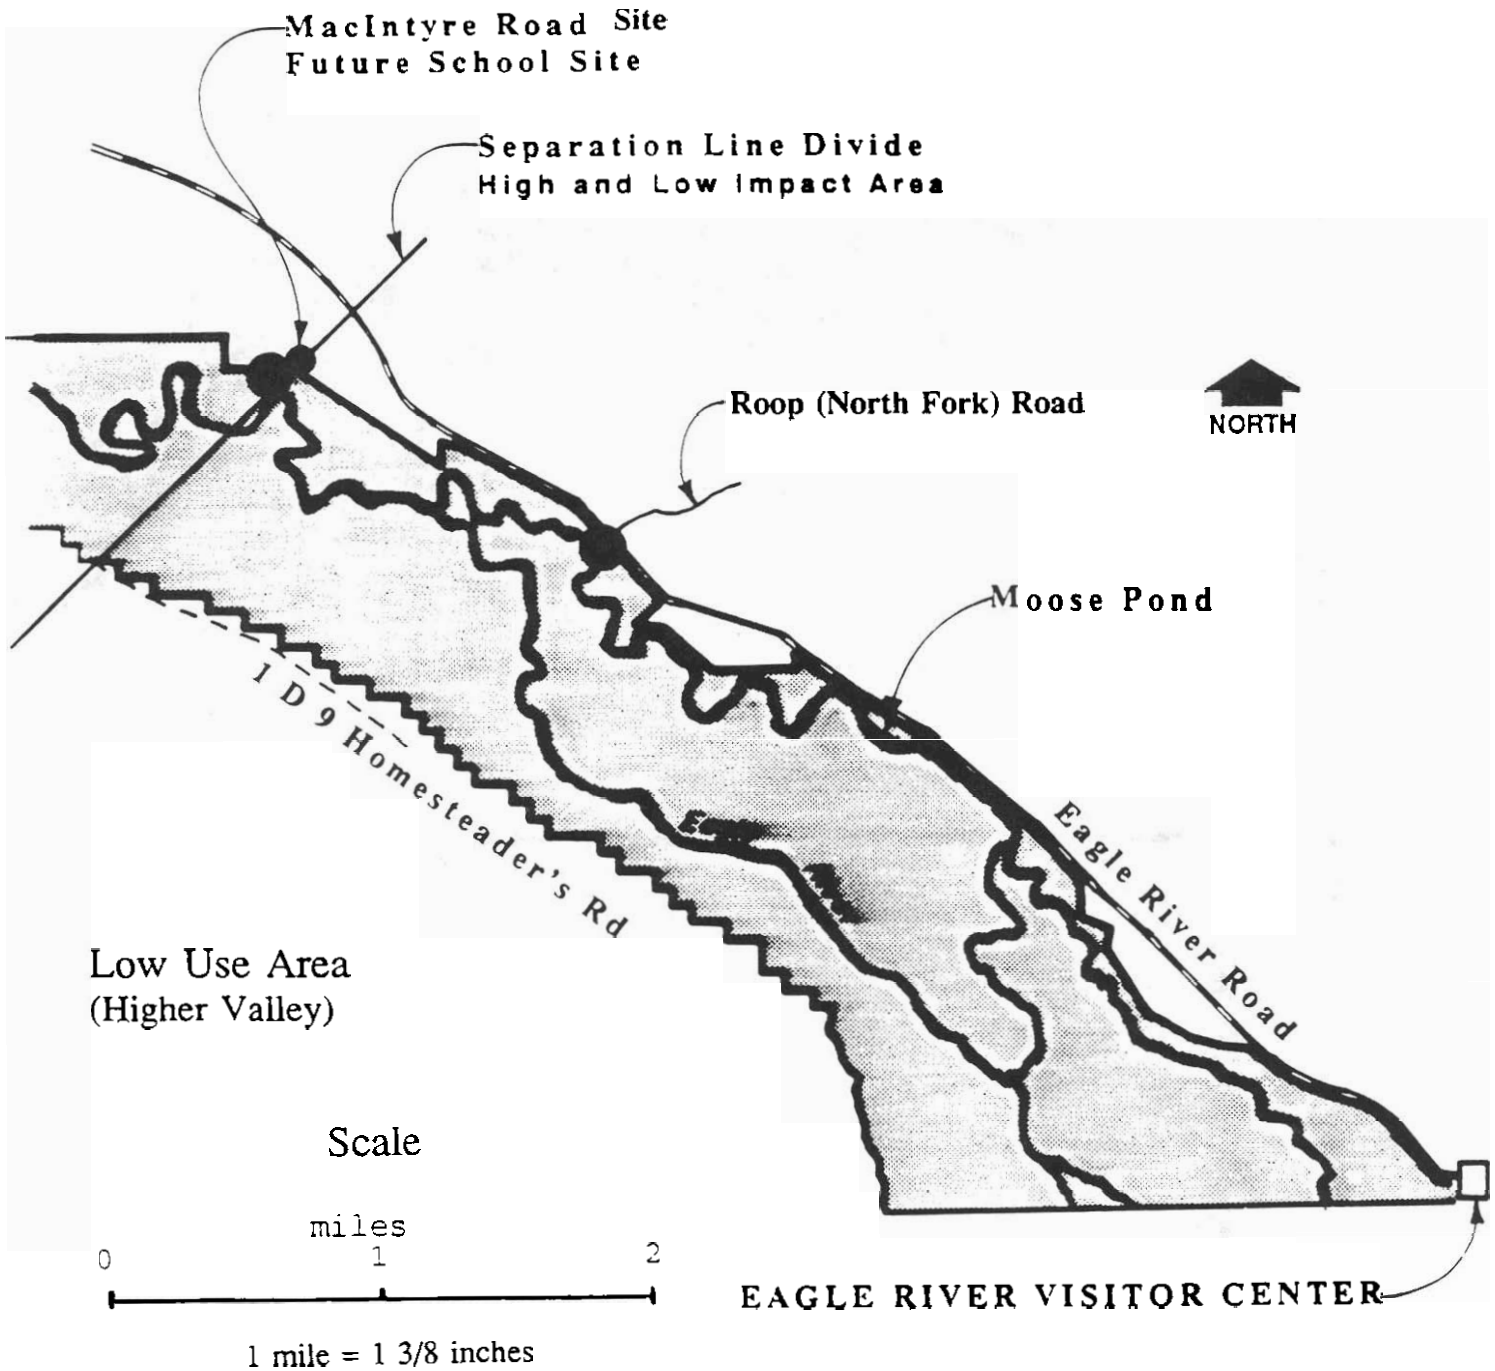 MacIntyre Road Site
Future School Site
Separation Line Divide
High and Low Impact Area
Roop (North Fork) Road
NORTH
Moose Pond
1 D 9 Homesteader's Rd
Eagle River Road
Low Use Area
(Higher Valley)
Scale
miles
0 1 2
1 mile = 1 3/8 inches
EAGLE RIVER VISITOR CENTER